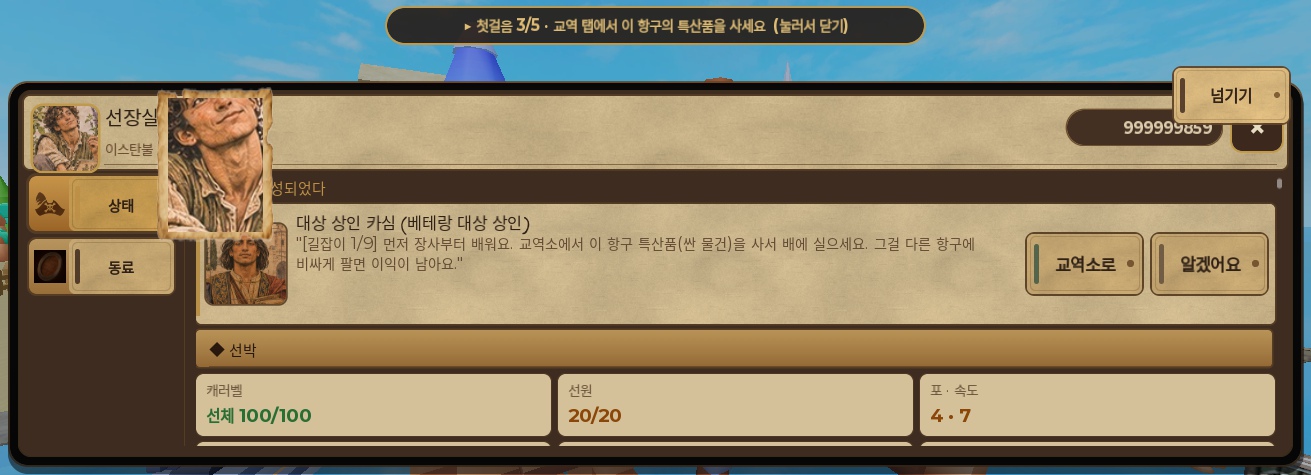 ▸ 첫걸음 3/5 · 교역 탭에서 이 항구의 특산품을 사세요 (눌러서 닫기)
넘기기
선장실
999999859
이스탄불
상태
동료
성되었다
대상 상인 카심 (베테랑 대상 상인)
"[길잡이 1/9] 먼저 장사부터 배워요. 교역소에서 이 항구 특산품(싼 물건)을 사서 배에 실으세요. 그걸 다른 항구에
비싸게 팔면 이익이 남아요."
교역소로
알겠어요
◆ 선박
캐러벨
선체 100/100
선원
20/20
포 · 속도
4 · 7